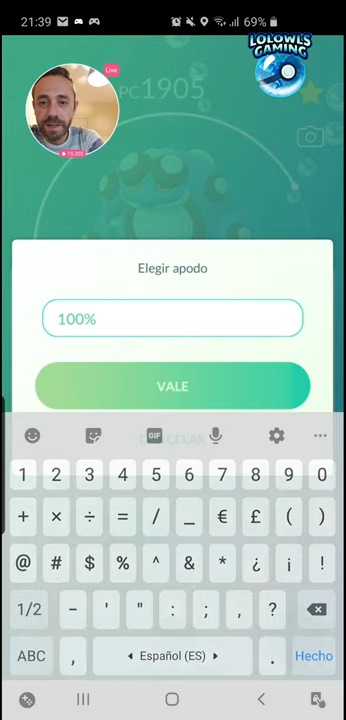 21:39
69%
LOLOWLS
GAMING
Live
PC1905
Elegir apodo
100%
VALE
CANCELAR
GIF
1 2 3 4 5 6 7 8 9 0
+ × ÷ = / _ € £ ( )
@ # $ % ^ & * ¿ ¡ !
1/2 - ' " : ; , ?
ABC , Español (ES) . Hecho